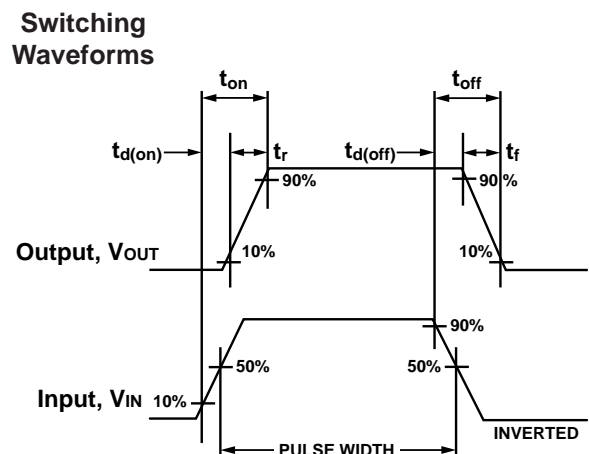 Switching
Waveforms
ton toff
td(on) tr td(off) tf
90% 90%
Output, VOUT 10% 10%
90%
50% 50%
Input, VIN 10%
INVERTED
PULSE WIDTH